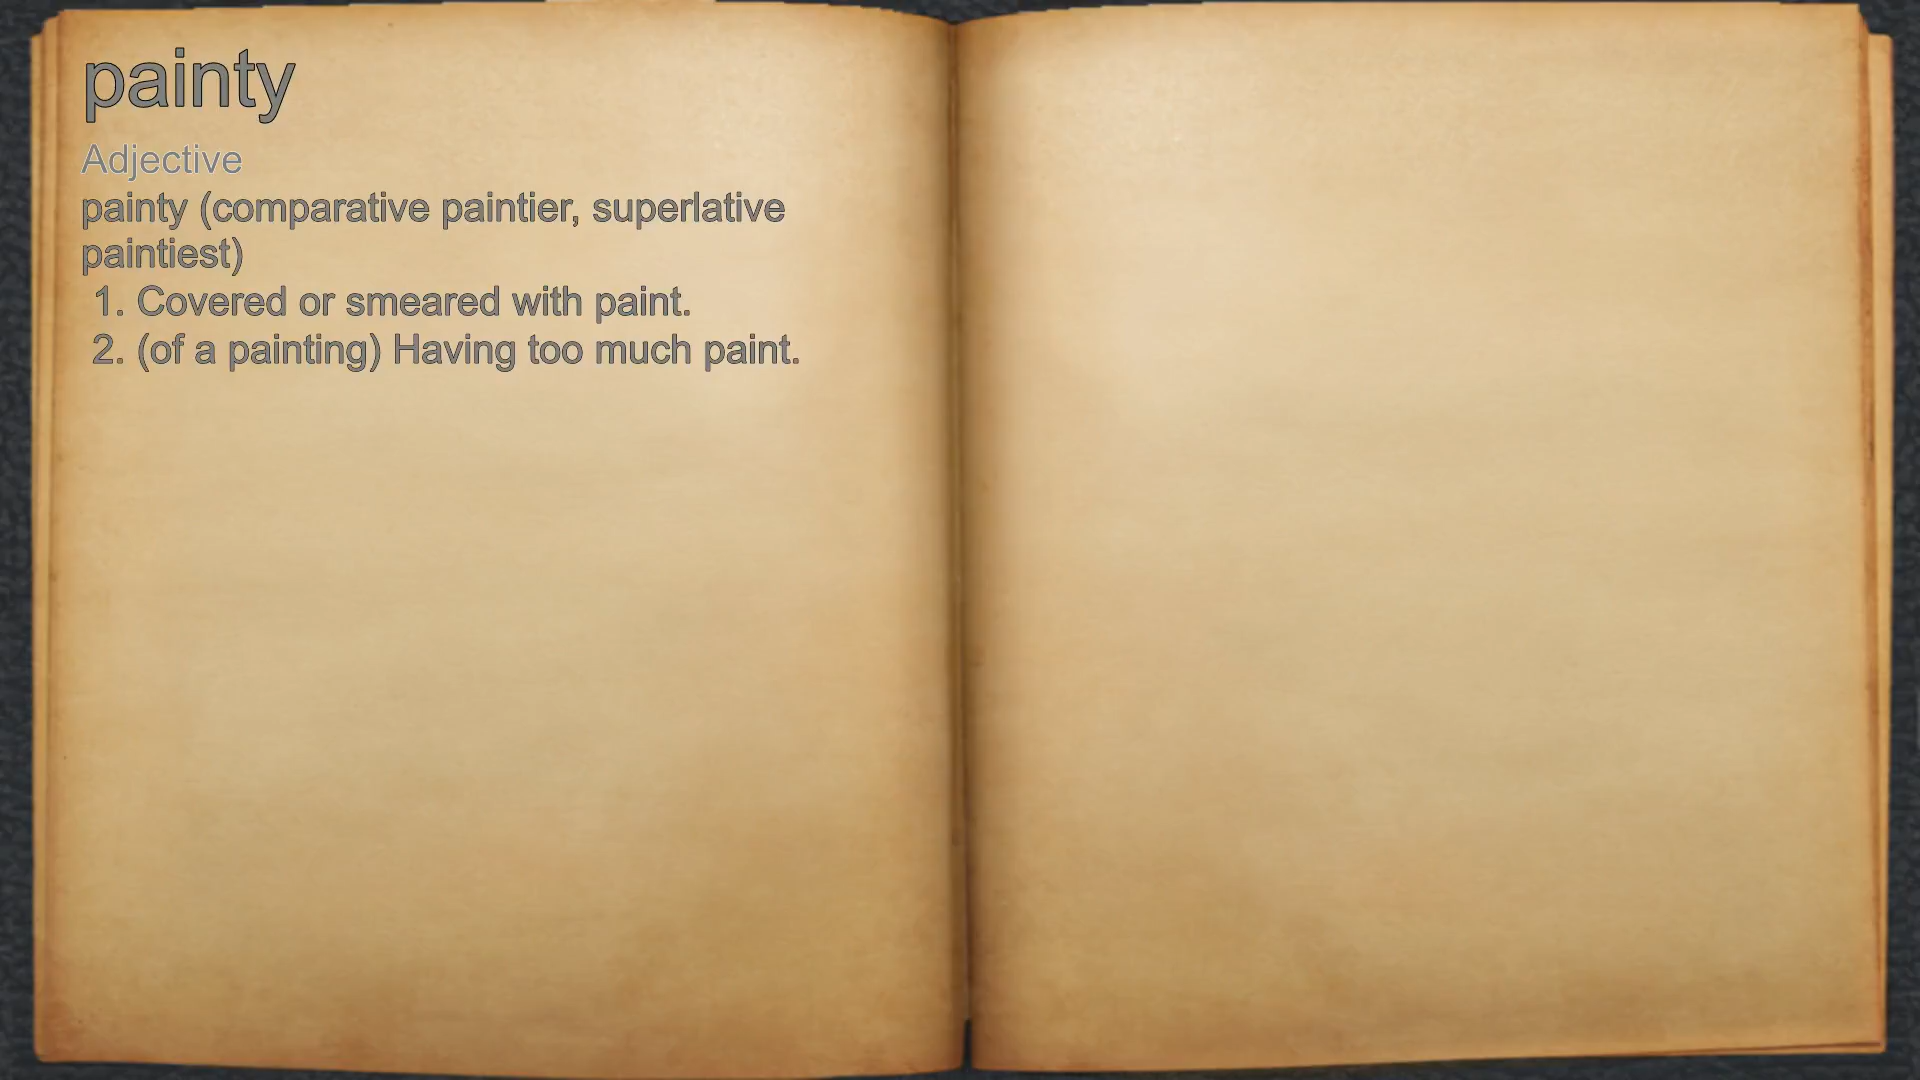 painty
Adjective
painty (comparative paintier, superlative
paintiest)
1. Covered or smeared with paint.
2. (of a painting) Having too much paint.